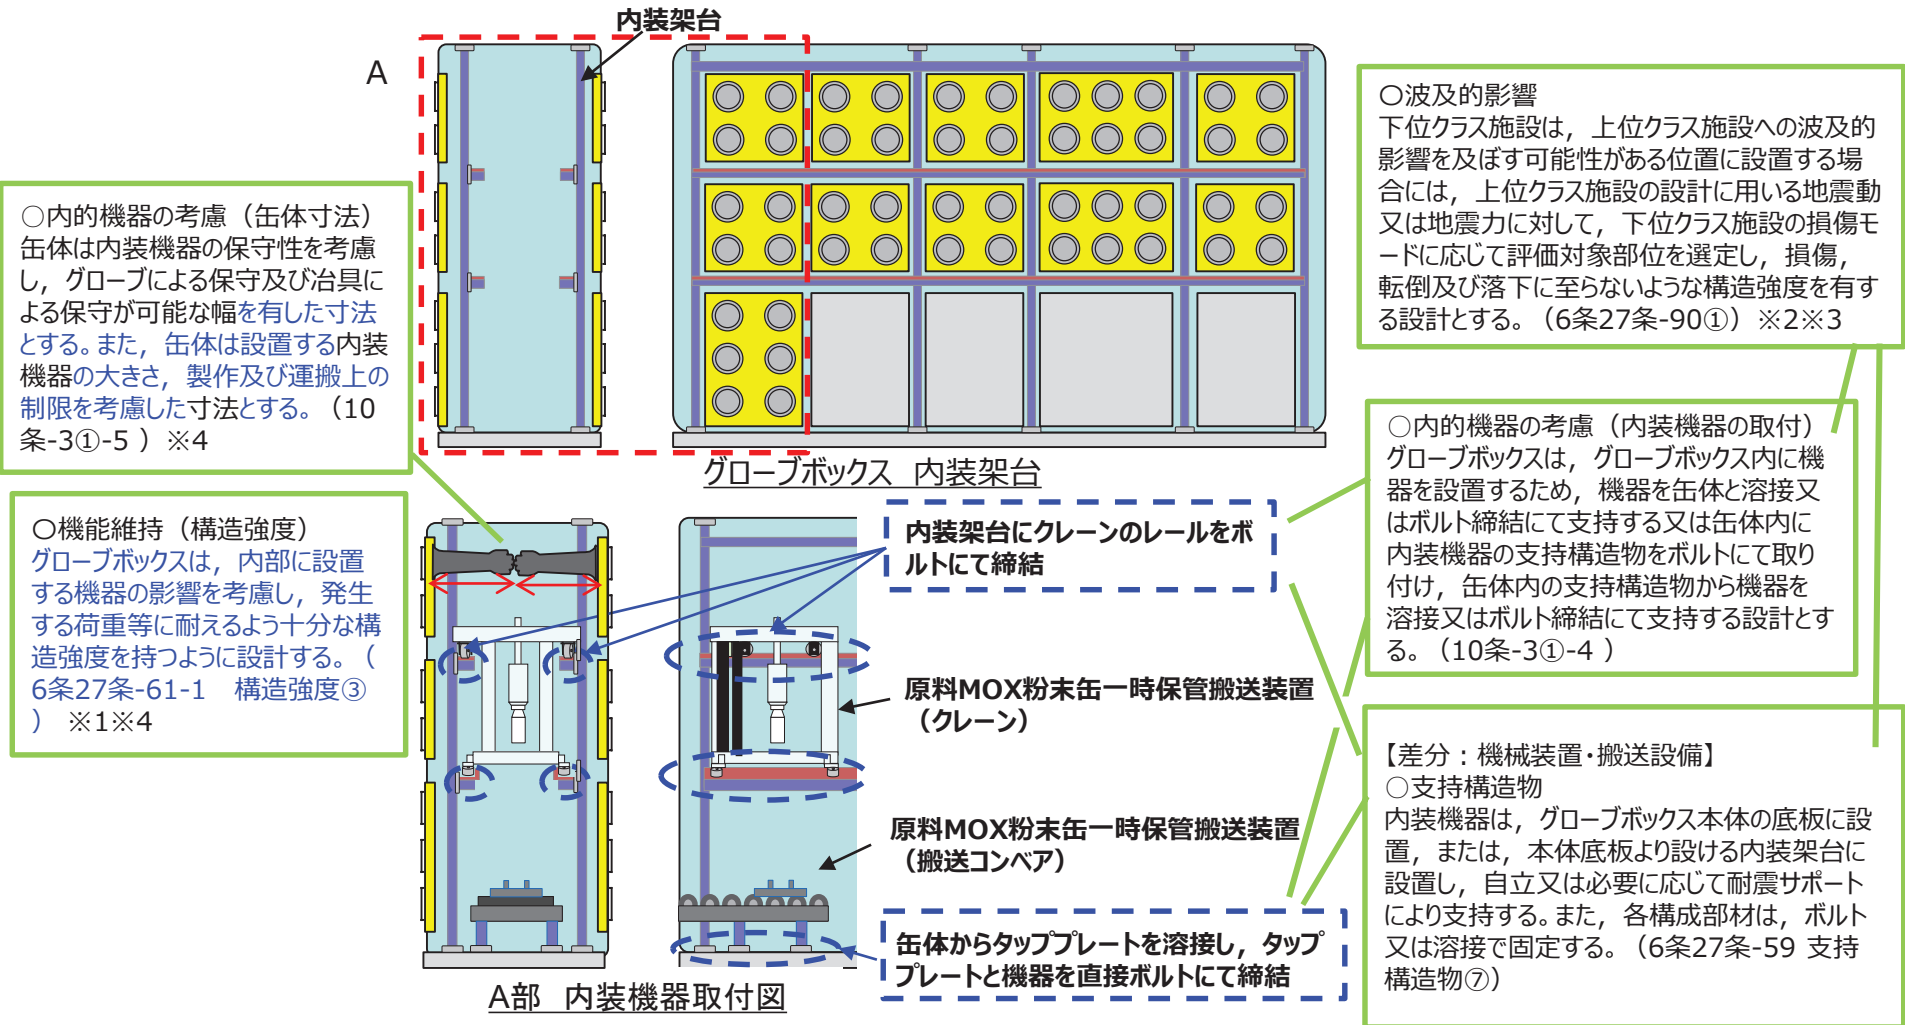 内装架台
A
グローブボックス　内装架台
○内的機器の考慮（缶体寸法）
缶体は内装機器の保守性を考慮
し，グローブによる保守及び冶具に
よる保守が可能な幅を有した寸法
とする。また，缶体は設置する内装
機器の大きさ，製作及び運搬上の
制限を考慮した寸法とする。（10
条-3①-5 ）※4
○機能維持（構造強度）
グローブボックスは，内部に設置
する機器の影響を考慮し，発生
する荷重等に耐えるよう十分な構
造強度を持つように設計する。（
6条27条-61-1　構造強度③
）　※1※4
内装架台にクレーンのレールをボ
ルトにて締結
原料MOX粉末缶一時保管搬送装置
（クレーン）
原料MOX粉末缶一時保管搬送装置
（搬送コンベア）
缶体からタッププレートを溶接し，タップ
プレートと機器を直接ボルトにて締結
A部　内装機器取付図
○波及的影響
下位クラス施設は，上位クラス施設への波及的
影響を及ぼす可能性がある位置に設置する場
合には，上位クラス施設の設計に用いる地震動
又は地震力に対して，下位クラス施設の損傷モ
ードに応じて評価対象部位を選定し，損傷，
転倒及び落下に至らないような構造強度を有す
る設計とする。（6条27条-90①）※2※3
○内的機器の考慮（内装機器の取付）
グローブボックスは，グローブボックス内に機
器を設置するため，機器を缶体と溶接又
はボルト締結にて支持する又は缶体内に
内装機器の支持構造物をボルトにて取り
付け，缶体内の支持構造物から機器を
溶接又はボルト締結にて支持する設計とす
る。（10条-3①-4 ）
【差分：機械装置・搬送設備】
○支持構造物
内装機器は，グローブボックス本体の底板に設
置，または，本体底板より設ける内装架台に
設置し，自立又は必要に応じて耐震サポート
により支持する。また，各構成部材は，ボルト
又は溶接で固定する。（6条27条-59 支持
構造物⑦）